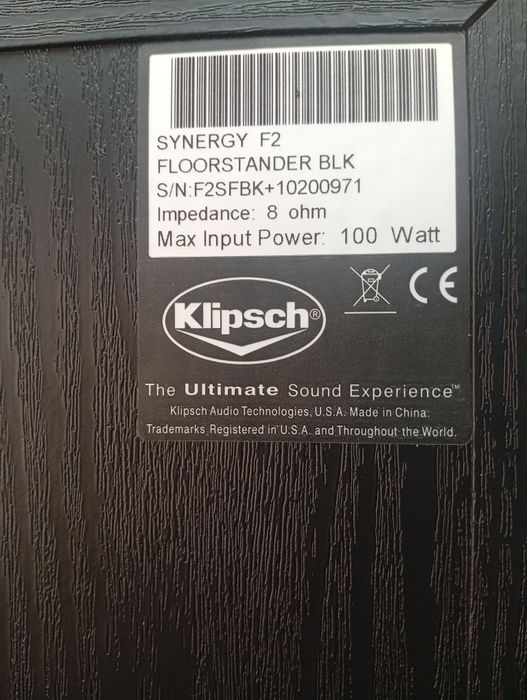 SYNERGY F2
FLOORSTANDER BLK
S/N:F2SFBK+10200971
Impedance: 8 ohm
Max Input Power: 100 Watt
CE
Klipsch®
The Ultimate Sound Experience™
Klipsch Audio Technologies, U.S.A. Made in China.
Trademarks Registered in U.S.A. and Throughout the World.